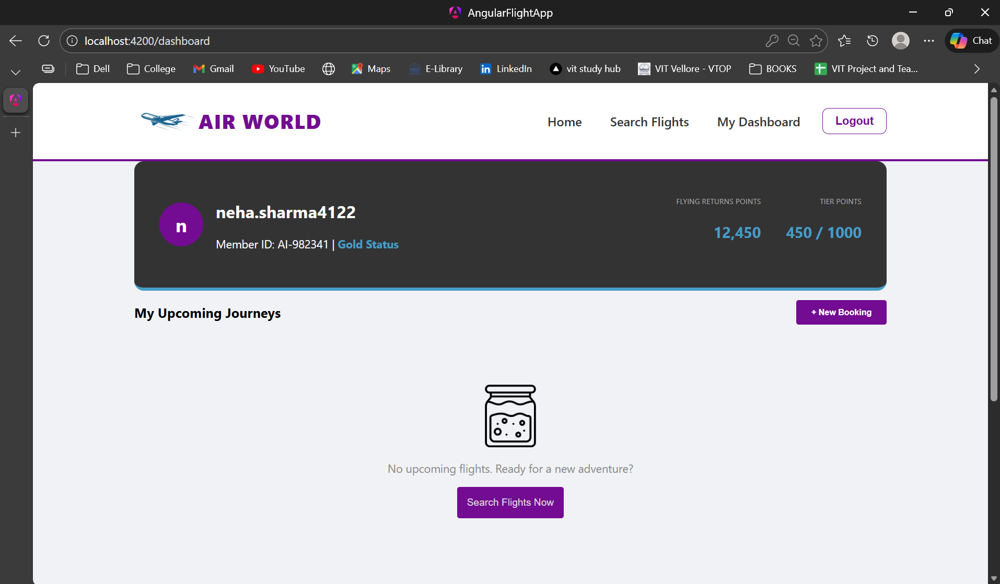 AngularFlightApp
localhost:4200/dashboard
Chat
Dell College Gmail YouTube Maps E-Library LinkedIn vit study hub VIT Vellore - VTOP BOOKS VIT Project and Tea...
AIR WORLD
Home Search Flights My Dashboard Logout
FLYING RETURNS POINTS TIER POINTS
n
neha.sharma4122
12,450 450 / 1000
Member ID: AI-982341 | Gold Status
My Upcoming Journeys
+ New Booking
No upcoming flights. Ready for a new adventure?
Search Flights Now